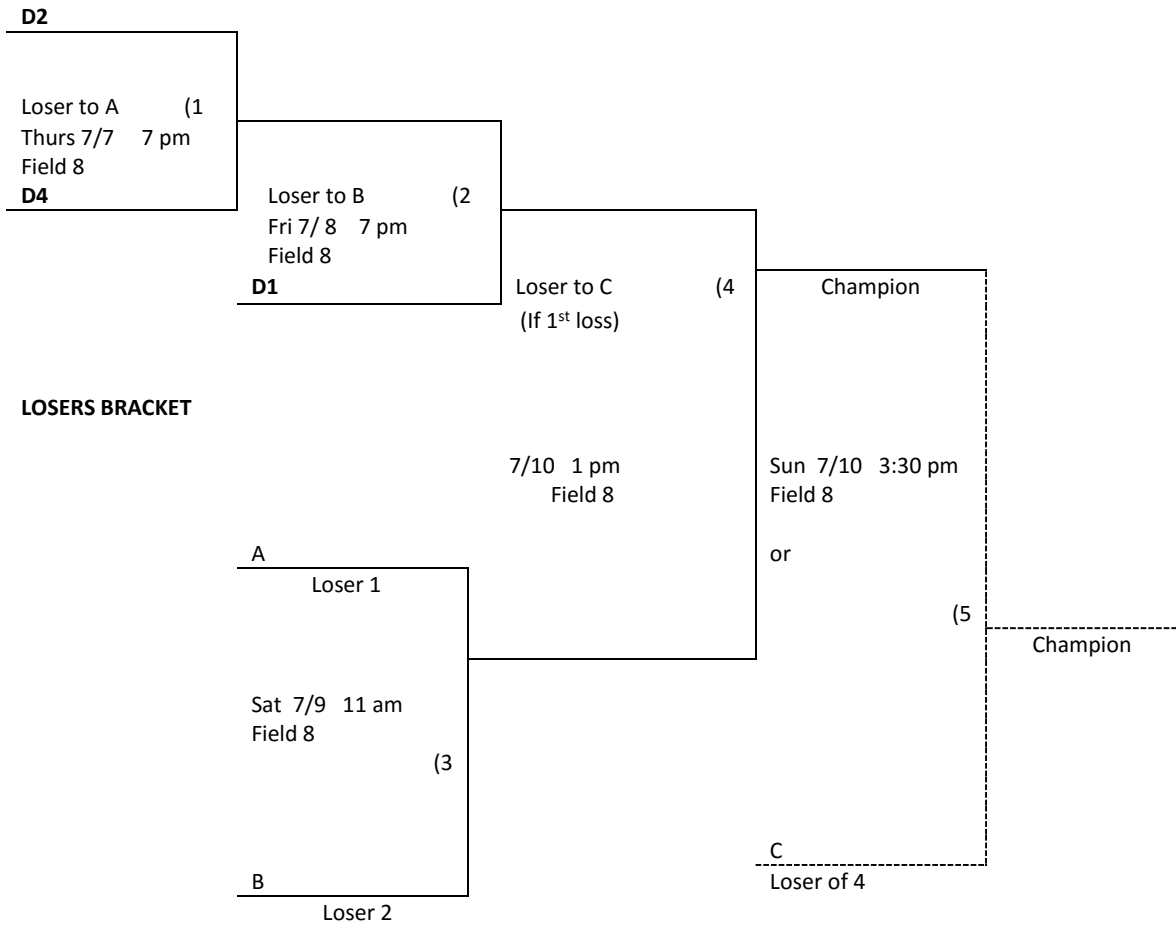 D2
Loser to A (1
Thurs 7/7 7 pm
Field 8
D4
Loser to B (2
Fri 7/ 8 7 pm
Field 8
D1
Loser to C (4
(If 1st loss)
Champion
LOSERS BRACKET
7/10 1 pm
Field 8
Sun 7/10 3:30 pm
Field 8
or
A
Loser 1
(5
Champion
Sat 7/9 11 am
Field 8
(3
C
Loser of 4
B
Loser 2